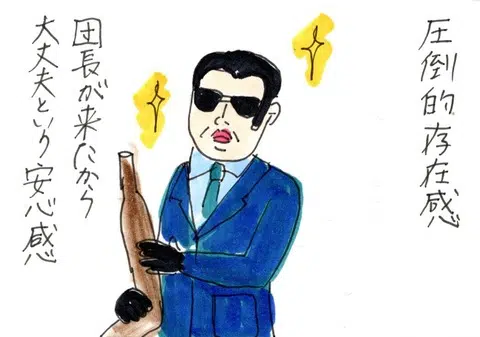 圧倒的存在感
団長が来たから
大丈夫という安心感